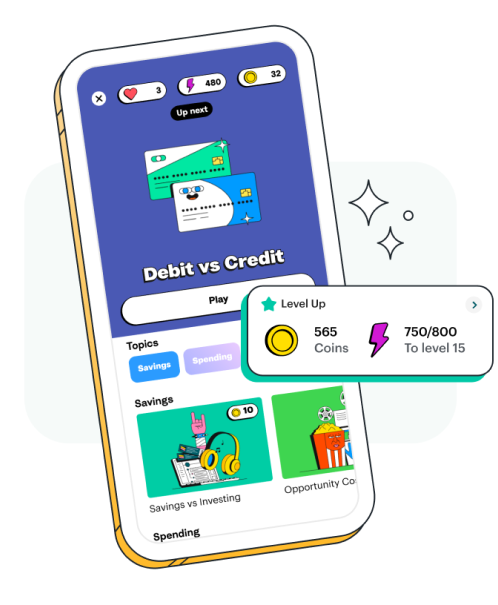 3
480
32
Up next
Debit vs Credit
Play
Level Up
565
Coins
750/800
To level 15
Topics
Savings
Spending
Savings
10
Savings vs Investing
Opportunity Co
Spending